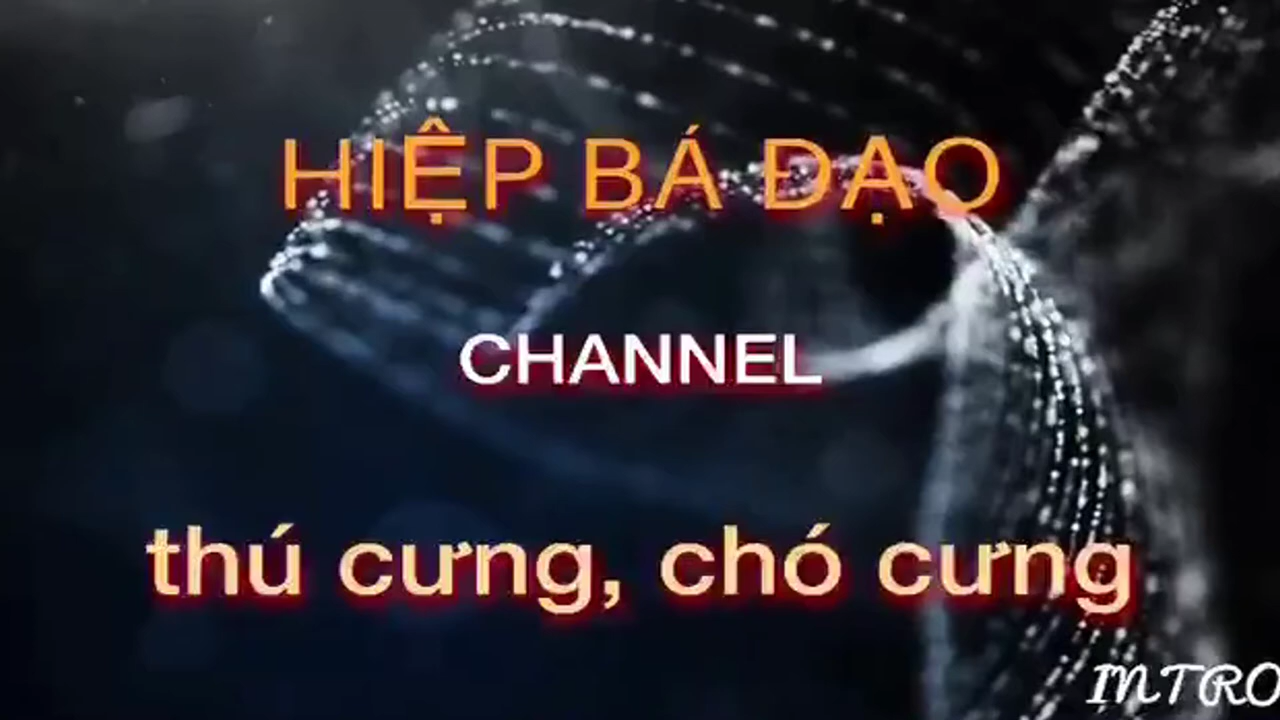 HIỆP BÁ ĐẠO
CHANNEL
thú cưng, chó cưng
INTRO